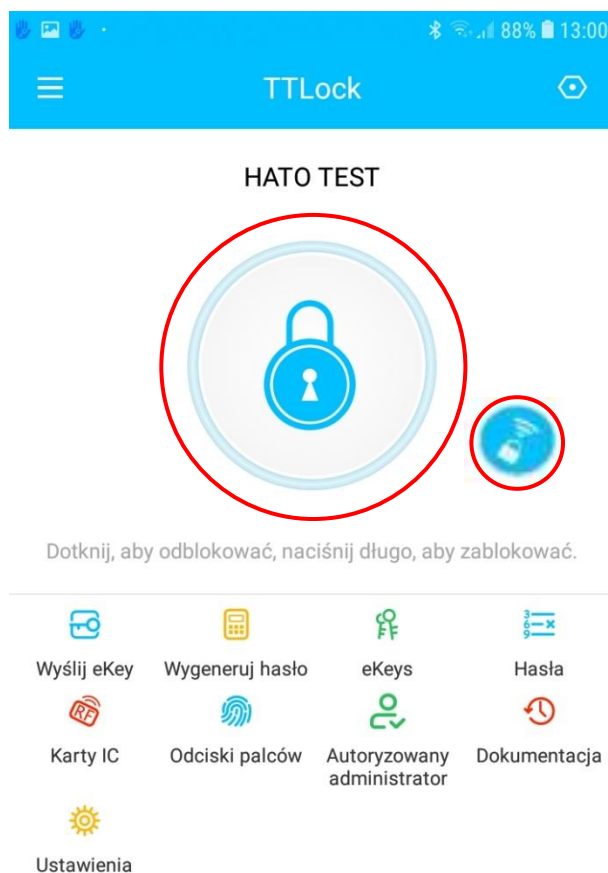 88% 13:00
TTLock
HATO TEST
Dotknij, aby odblokować, naciśnij długo, aby zablokować.
Wyślij eKey
Wygeneruj hasło
eKeys
Hasła
RF
Karty IC
Odciski palców
Autoryzowany
administrator
Dokumentacja
Ustawienia